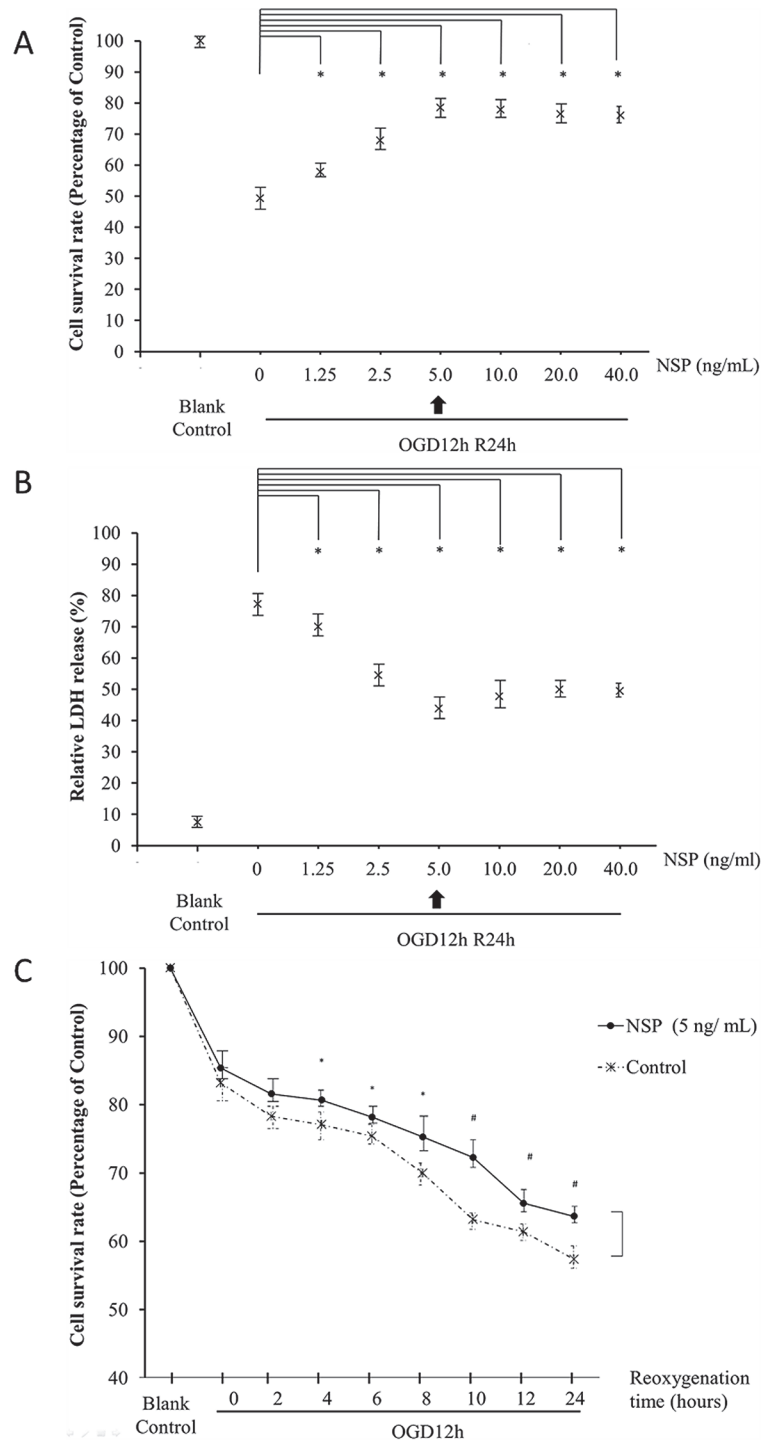 A
Cell survival rate (Percentage of Control)
100
90
80
70
60
50
40
30
20
10
0
* * * * * *
0 1.25 2.5 5.0 10.0 20.0 40.0
NSP (ng/mL)
Blank
Control
OGD12h R24h
B
Relative LDH release (%)
100
90
80
70
60
50
40
30
20
10
0
* * * * * *
0 1.25 2.5 5.0 10.0 20.0 40.0
NSP (ng/ml)
Blank
Control
OGD12h R24h
C
Cell survival rate (Percentage of Control)
100
90
80
70
60
50
40
* * * # # #
NSP (5 ng/ mL)
Control
0 2 4 6 8 10 12 24
Reoxygenation
time (hours)
Blank
Control
OGD12h